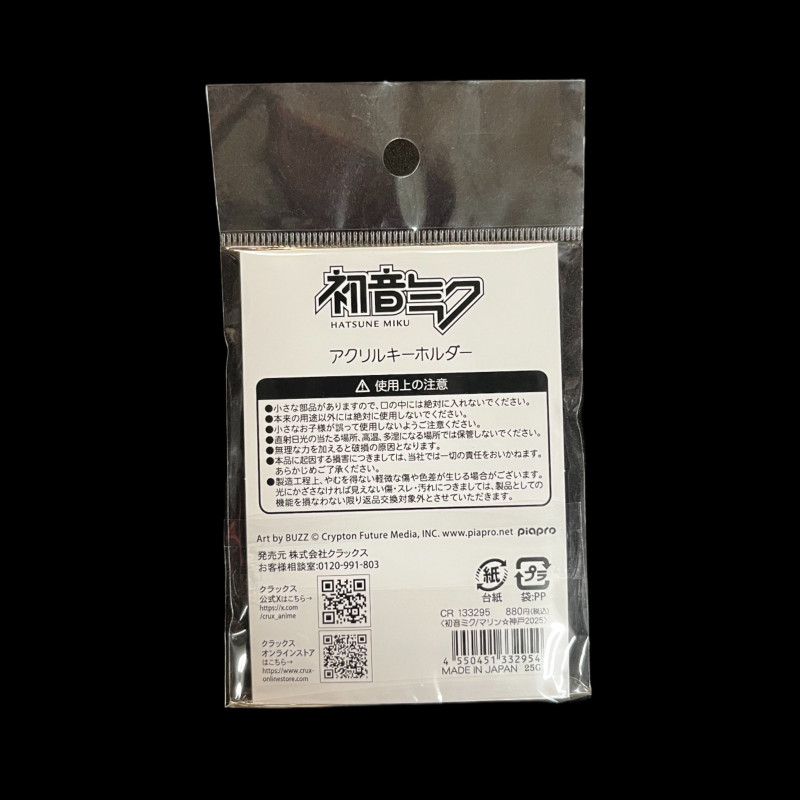 初音ミク
HATSUNE MIKU
アクリルキーホルダー
使用上の注意
●小さな部品がありますので、口の中には絶対に入れないでください。
●本来の用途以外には絶対に使用しないでください。
●小さなお子様が誤って使用しないようご注意ください。
●直射日光の当たる場所、高温、多湿になる場所では保管しないでください。
●無理な力を加えると破損の原因となります。
●本品に起因する損害につきましては、当社では一切の責任をおいかねます。
あらかじめご了承ください。
●製造工程上、やむを得ない軽微な傷や色差が生じる場合がございます。
光にかざさなければ見えない傷・スレ・汚れにつきましては、製品としての
機能を損なわない限り返品交換対象外とさせていただきます。
Art by BUZZ © Crypton Future Media, INC. www.piapro.net piapro
発売元 株式会社クラックス
お客様相談室:0120-991-803
クラックス
公式Xはこちら→
https://x.com
/crux_anime
クラックス
オンラインストア
はこちら→
https://www.crux-
onlinestore.com
紙
台紙
プラ
袋:PP
CR 133295 880円(税込)
〈初音ミク/マリン☆神戸2025〉
4 550451 332954
MADE IN JAPAN 25C